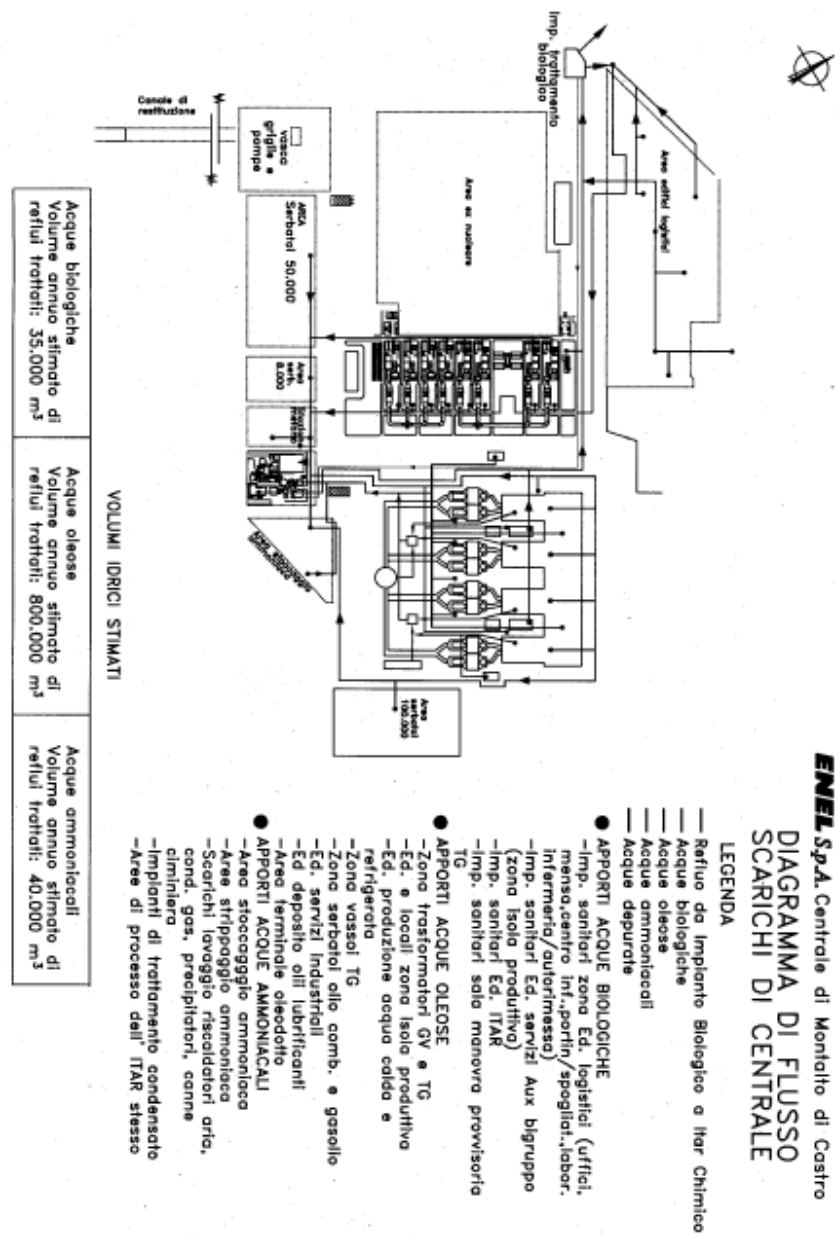 ENEL S.p.A. Centrale di Montalto di Castro
DIAGRAMMA DI FLUSSO
SCARICHI DI CENTRALE
LEGENDA
— Refluo da Impianto Biologico a Itar Chimico
— Acque biologiche
— Acque oleose
— Acque ammoniacali
— Acque depurate
● APPORTI ACQUE BIOLOGICHE
-Imp. sanitari zona Ed. logistici (uffici,
mensa,centro inf.,portin/spogliat.,labor.
infermeria/autorimessa)
-Imp. sanitari Ed. servizi Aux bigruppo
(zona isola produttiva)
-Imp. sanitari Ed. ITAR
-Imp. sanitari sala manovra provvisoria
TG
● APPORTI ACQUE OLEOSE
-Zona trasformatori GV e TG
-Ed. e locali zona isola produttiva
-Ed. produzione acqua calda e
refrigerata
-Zona vassoi TG
-Zona serbatoi olio comb. e gasolio
-Ed. servizi industriali
-Ed deposito olii lubrificanti
-Area terminale oleodotto
● APPORTI ACQUE AMMONIACALI
-Area stoccaggio ammoniaca
-Aree strippaggio ammoniaca
-Scarichi lavaggio riscaldatori aria,
cond. gas, precipitatori, canne
ciminiera
-Impianti di trattamento condensato
-Aree di processo dell' ITAR stesso
Imp. trattamento
biologico
Area edifici logistici
Area ex nucleare
Canale di
restituzione
vasca
griglie e
pompe
AREA
Serbatoi 50.000
Area
serb.
8.000
Stazione
metano
Area
serbatoi
100.000
VOLUMI IDRICI STIMATI
Acque biologiche
Volume annuo stimato di
reflui trattati: 35.000 m³
Acque oleose
Volume annuo stimato di
reflui trattati: 800.000 m³
Acque ammoniacali
Volume annuo stimato di
reflui trattati: 40.000 m³